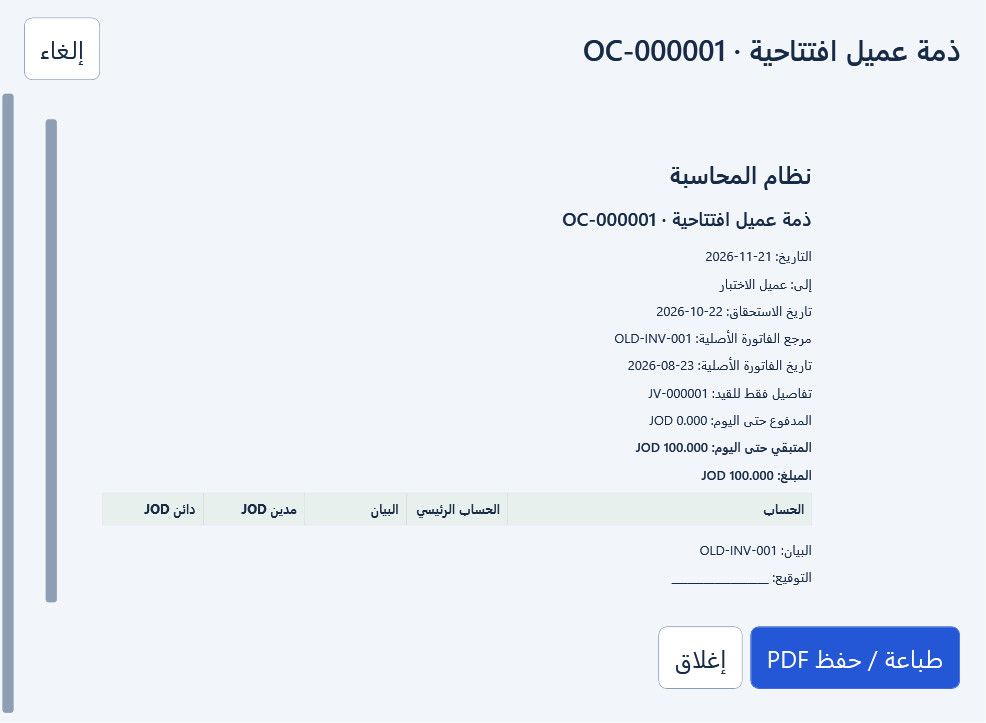 ذمة عميل افتتاحية · OC-000001
إلغاء
نظام المحاسبة
ذمة عميل افتتاحية · OC-000001
التاريخ: 2026-11-21
إلى: عميل الاختبار
تاريخ الاستحقاق: 2026-10-22
مرجع الفاتورة الأصلية: OLD-INV-001
تاريخ الفاتورة الأصلية: 2026-08-23
تفاصيل فقط للقيد: JV-000001
المدفوع حتى اليوم: JOD 0.000
المتبقي حتى اليوم: JOD 100.000
المبلغ: JOD 100.000
الحساب الحساب الرئيسي البيان مدين JOD دائن JOD
البيان: OLD-INV-001
التوقيع: ________________
طباعة / حفظ PDF
إغلاق